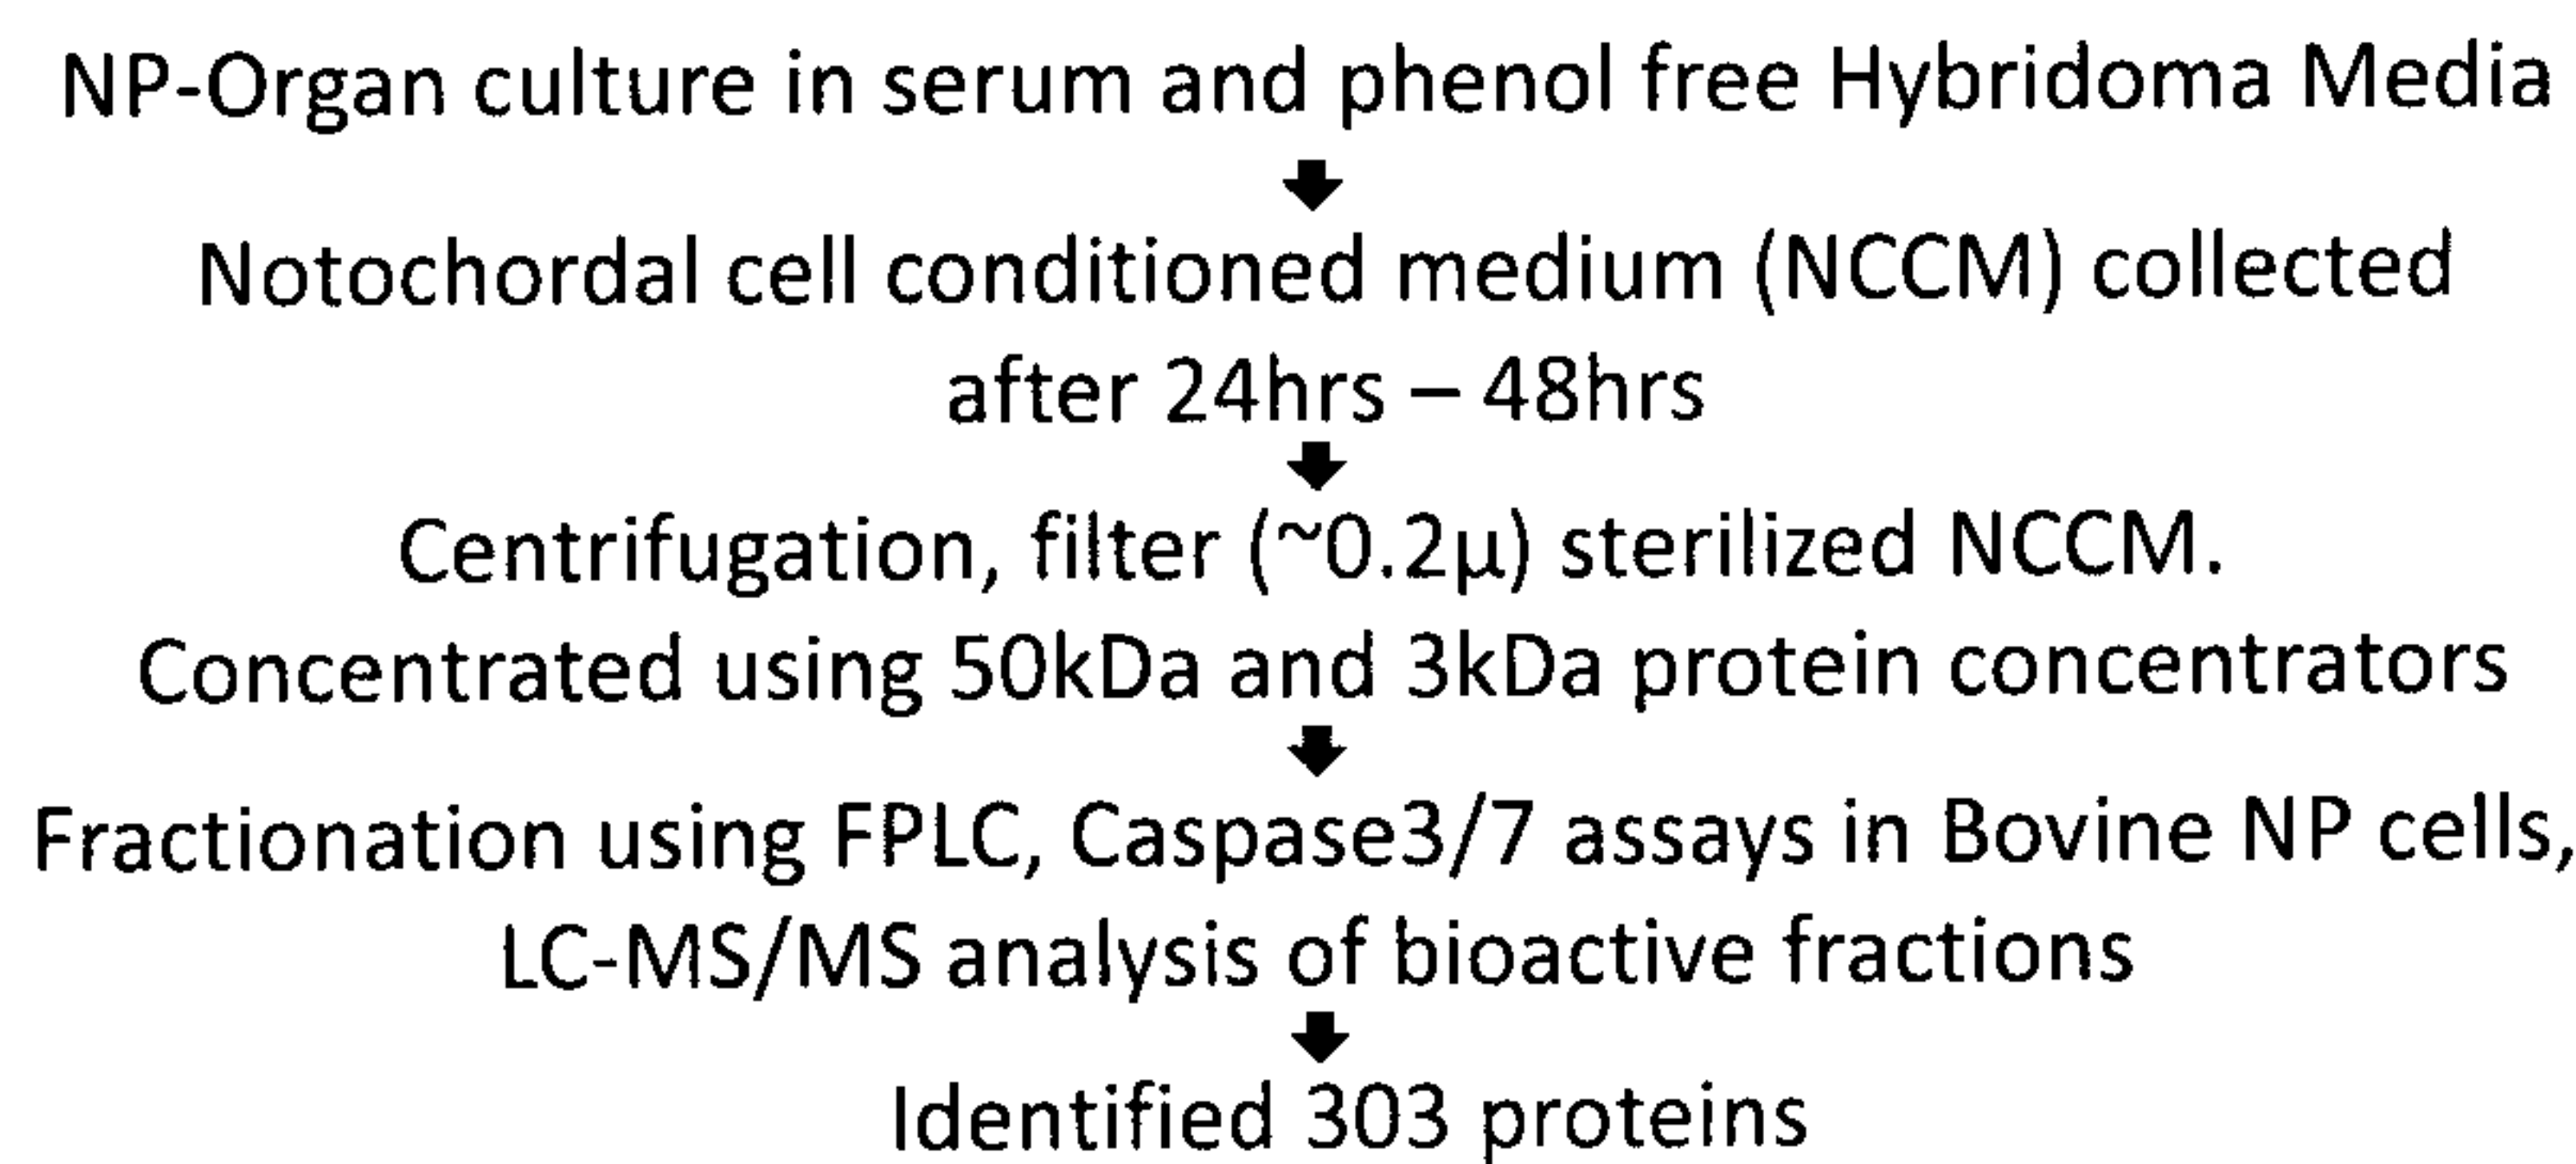 NP-Organ culture in serum and phenol free Hybridoma Media
Notochordal cell conditioned medium (NCCM) collected
after 24hrs – 48hrs
Centrifugation, filter (~0.2μ) sterilized NCCM.
Concentrated using 50kDa and 3kDa protein concentrators
Fractionation using FPLC, Caspase3/7 assays in Bovine NP cells,
LC-MS/MS analysis of bioactive fractions
Identified 303 proteins